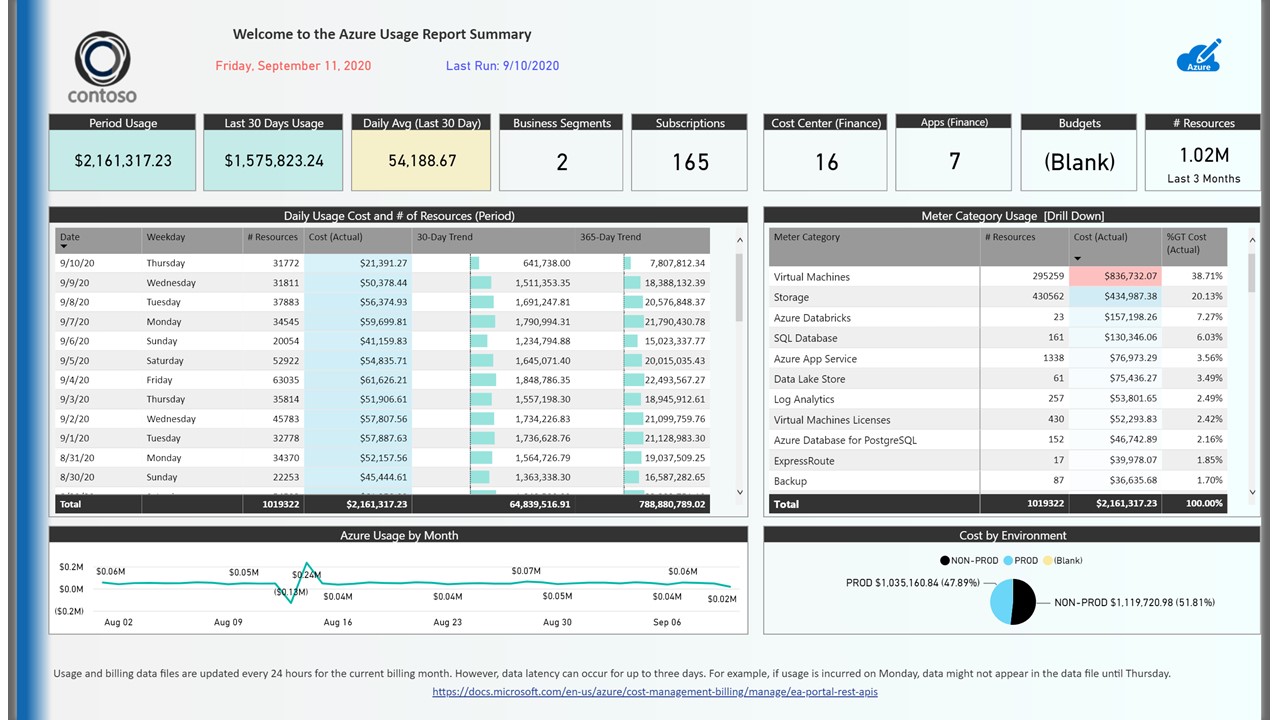 Welcome to the Azure Usage Report Summary
Friday, September 11, 2020 Last Run: 9/10/2020
contoso
Azure
Period Usage Last 30 Days Usage Daily Avg (Last 30 Day) Business Segments Subscriptions Cost Center (Finance) Apps (Finance) Budgets # Resources
$2,161,317.23 $1,575,823.24 54,188.67 2 165 16 7 (Blank) 1.02M
Last 3 Months
Daily Usage Cost and # of Resources (Period)
Date Weekday # Resources Cost (Actual) 30-Day Trend 365-Day Trend
9/10/20 Thursday 31772 $21,391.27 641,738.00 7,807,812.34
9/9/20 Wednesday 31811 $50,378.44 1,511,353.35 18,388,132.39
9/8/20 Tuesday 37883 $56,374.93 1,691,247.81 20,576,848.37
9/7/20 Monday 34545 $59,699.81 1,790,994.31 21,790,430.78
9/6/20 Sunday 20054 $41,159.83 1,234,794.88 15,023,337.77
9/5/20 Saturday 52922 $54,835.71 1,645,071.40 20,015,035.43
9/4/20 Friday 63035 $61,626.21 1,848,786.35 22,493,567.27
9/3/20 Thursday 35814 $51,906.61 1,557,198.30 18,945,912.61
9/2/20 Wednesday 45783 $57,807.56 1,734,226.83 21,099,759.76
9/1/20 Tuesday 32778 $57,887.63 1,736,628.76 21,128,983.30
8/31/20 Monday 34370 $52,157.56 1,564,726.79 19,037,509.25
8/30/20 Sunday 22253 $45,444.61 1,363,338.30 16,587,282.65
Total 1019322 $2,161,317.23 64,839,516.91 788,880,789.02
Meter Category Usage [Drill Down]
Meter Category # Resources Cost (Actual) %GT Cost
(Actual)
Virtual Machines 295259 $836,732.07 38.71%
Storage 430562 $434,987.38 20.13%
Azure Databricks 23 $157,198.26 7.27%
SQL Database 161 $130,346.06 6.03%
Azure App Service 1338 $76,973.29 3.56%
Data Lake Store 61 $75,436.27 3.49%
Log Analytics 257 $53,801.65 2.49%
Virtual Machines Licenses 430 $52,293.83 2.42%
Azure Database for PostgreSQL 152 $46,742.89 2.16%
ExpressRoute 17 $39,978.07 1.85%
Backup 87 $36,635.68 1.70%
Total 1019322 $2,161,317.23 100.00%
Azure Usage by Month
$0.2M $0.06M $0.05M $0.24M $0.07M $0.06M
$0.0M ($0.13M) $0.04M $0.04M $0.05M $0.04M $0.02M
($0.2M)
Aug 02 Aug 09 Aug 16 Aug 23 Aug 30 Sep 06
Cost by Environment
NON-PROD PROD (Blank)
PROD $1,035,160.84 (47.89%)
NON-PROD $1,119,720.98 (51.81%)
Usage and billing data files are updated every 24 hours for the current billing month. However, data latency can occur for up to three days. For example, if usage is incurred on Monday, data might not appear in the data file until Thursday.
https://docs.microsoft.com/en-us/azure/cost-management-billing/manage/ea-portal-rest-apis